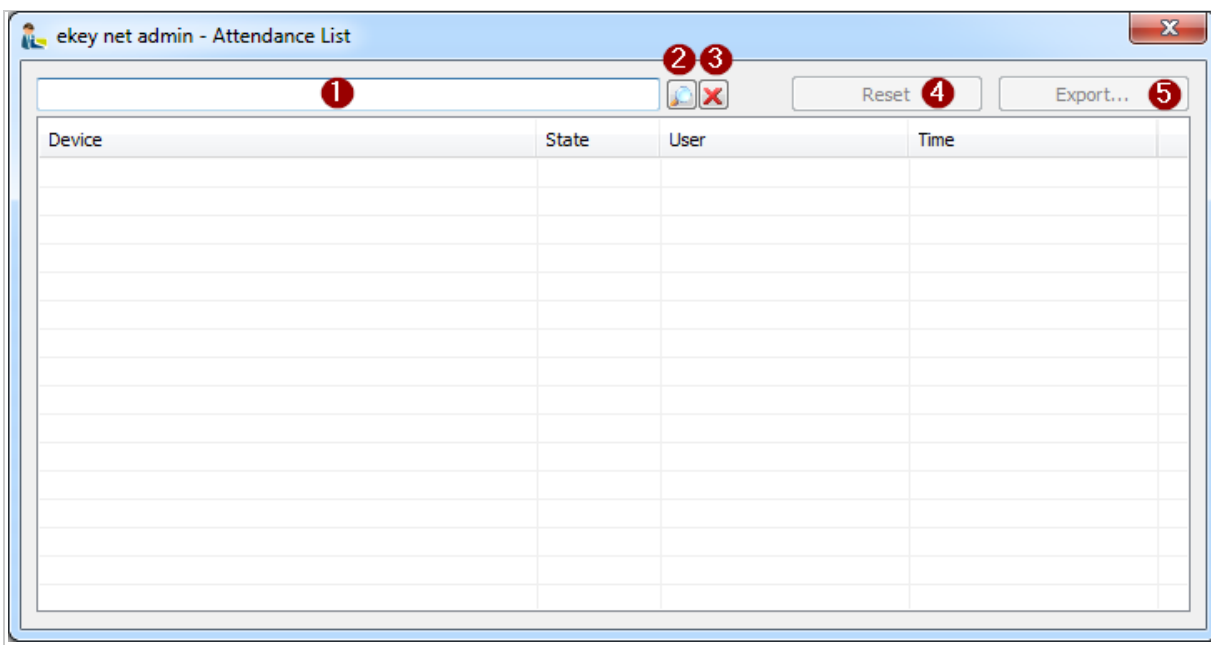 ekey net admin - Attendance List
2 3
1 Reset 4 Export... 5
Device State User Time